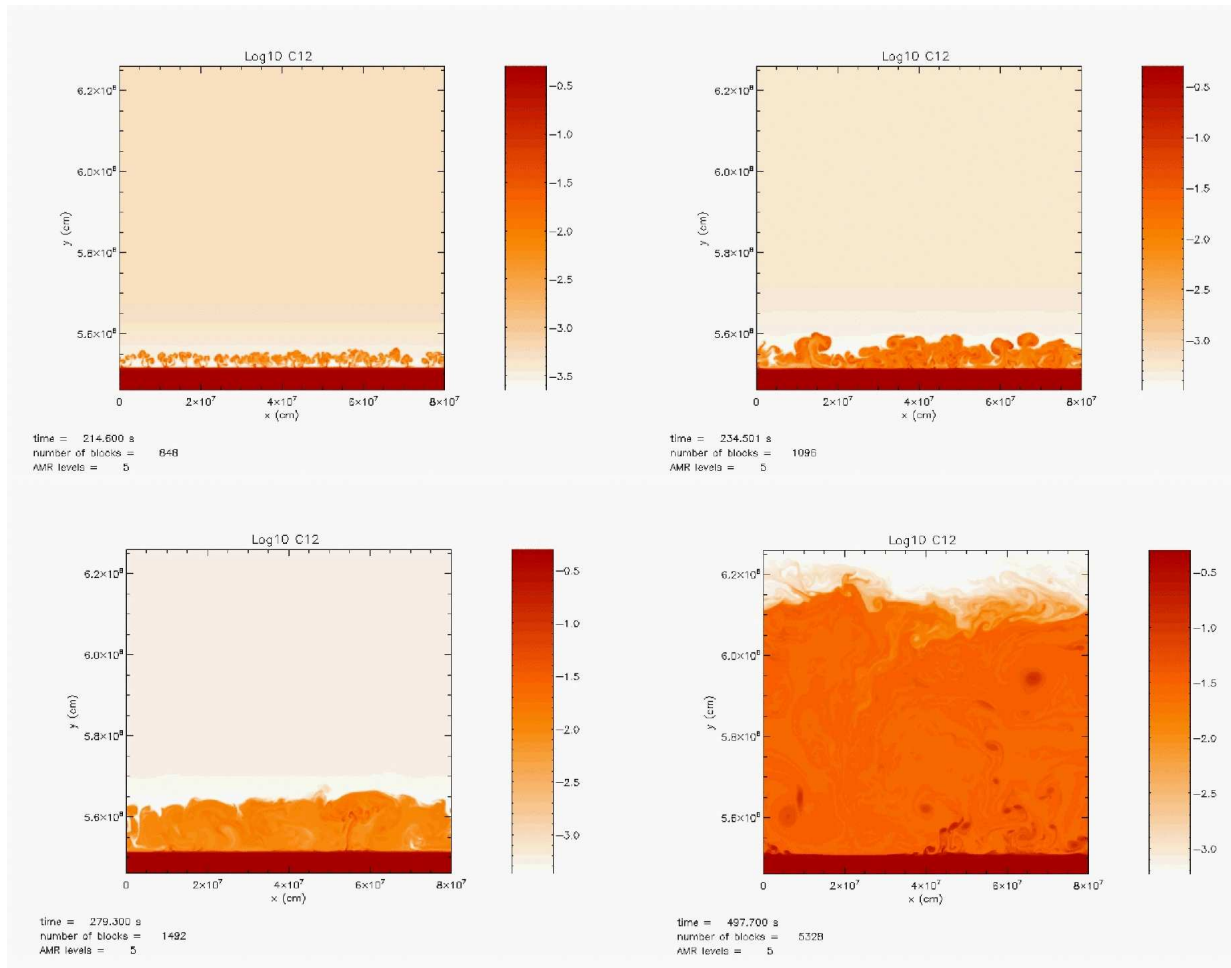 Log10 C12
6.2×10⁸
6.0×10⁸
5.8×10⁸
5.6×10⁸
y (cm)
0 2×10⁷ 4×10⁷ 6×10⁷ 8×10⁷
x (cm)
−0.5
−1.0
−1.5
−2.0
−2.5
−3.0
−3.5
time = 214.600 s
number of blocks = 848
AMR levels = 5
Log10 C12
6.2×10⁸
6.0×10⁸
5.8×10⁸
5.6×10⁸
y (cm)
0 2×10⁷ 4×10⁷ 6×10⁷ 8×10⁷
x (cm)
−0.5
−1.0
−1.5
−2.0
−2.5
−3.0
time = 234.501 s
number of blocks = 1096
AMR levels = 5
Log10 C12
6.2×10⁸
6.0×10⁸
5.8×10⁸
5.6×10⁸
y (cm)
0 2×10⁷ 4×10⁷ 6×10⁷ 8×10⁷
x (cm)
−0.5
−1.0
−1.5
−2.0
−2.5
−3.0
time = 279.300 s
number of blocks = 1492
AMR levels = 5
Log10 C12
6.2×10⁸
6.0×10⁸
5.8×10⁸
5.6×10⁸
y (cm)
0 2×10⁷ 4×10⁷ 6×10⁷ 8×10⁷
x (cm)
−0.5
−1.0
−1.5
−2.0
−2.5
−3.0
time = 497.700 s
number of blocks = 5328
AMR levels = 5